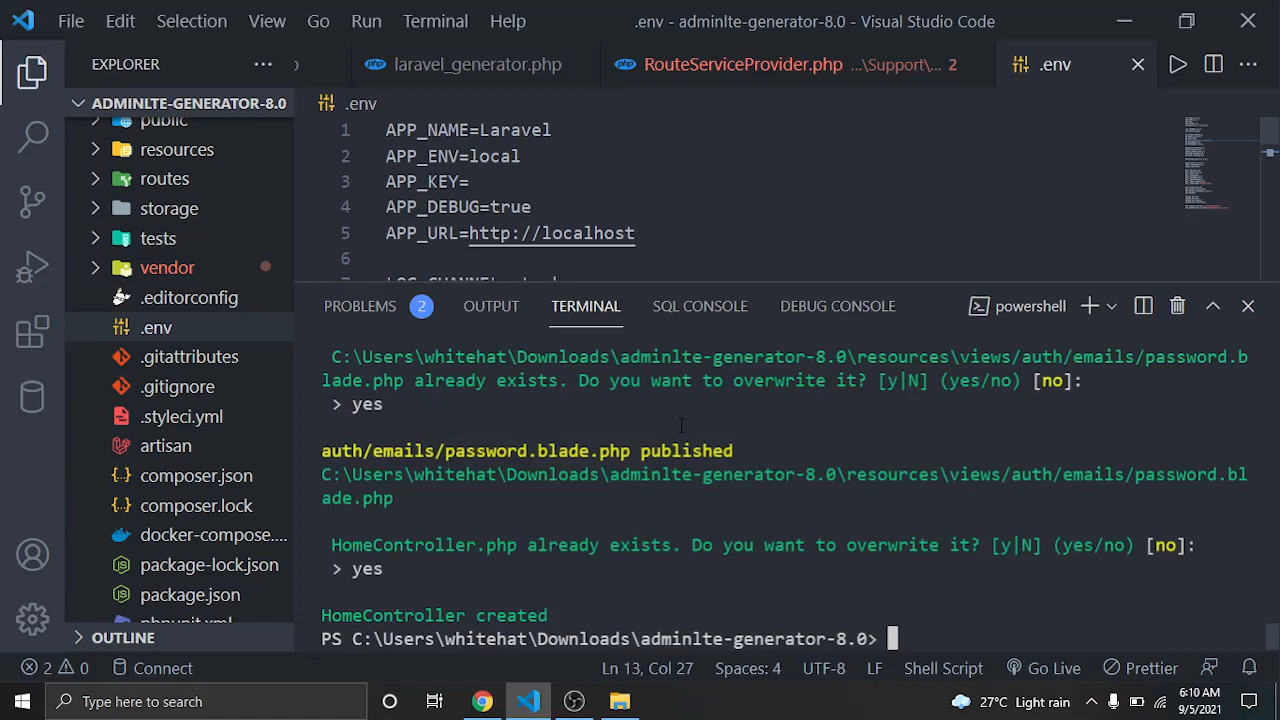 File Edit Selection View Go Run Terminal Help
.env - adminlte-generator-8.0 - Visual Studio Code
EXPLORER
laravel_generator.php
RouteServiceProvider.php ...\Support\... 2
.env
ADMINLTE-GENERATOR-8.0
public
resources
routes
storage
tests
vendor
.editorconfig
.env
.gitattributes
.gitignore
.styleci.yml
artisan
composer.json
composer.lock
docker-compose....
package-lock.json
package.json
phpunit.xml
OUTLINE
.env
1 APP_NAME=Laravel
2 APP_ENV=local
3 APP_KEY=
4 APP_DEBUG=true
5 APP_URL=http://localhost
6
PROBLEMS 2 OUTPUT TERMINAL SQL CONSOLE DEBUG CONSOLE powershell
C:\Users\whitehat\Downloads\adminlte-generator-8.0\resources\views/auth/emails/password.b
lade.php already exists. Do you want to overwrite it? [y|N] (yes/no) [no]:
> yes
auth/emails/password.blade.php published
C:\Users\whitehat\Downloads\adminlte-generator-8.0\resources\views/auth/emails/password.bl
ade.php
HomeController.php already exists. Do you want to overwrite it? [y|N] (yes/no) [no]:
> yes
HomeController created
PS C:\Users\whitehat\Downloads\adminlte-generator-8.0>
2 0 Connect Ln 13, Col 27 Spaces: 4 UTF-8 LF Shell Script Go Live Prettier
Type here to search
27°C Light rain
6:10 AM
9/5/2021